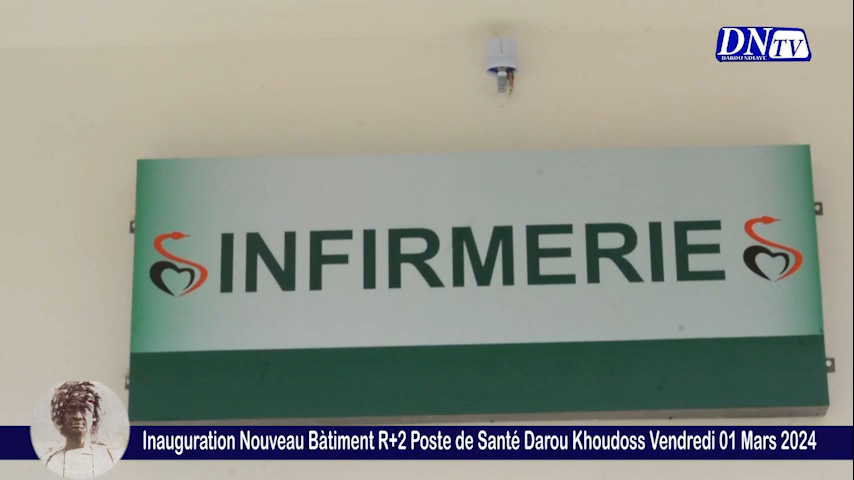 DNTV
DAROU NDIAYE
INFIRMERIE
Inauguration Nouveau Bàtiment R+2 Poste de Santé Darou Khoudoss Vendredi 01 Mars 2024